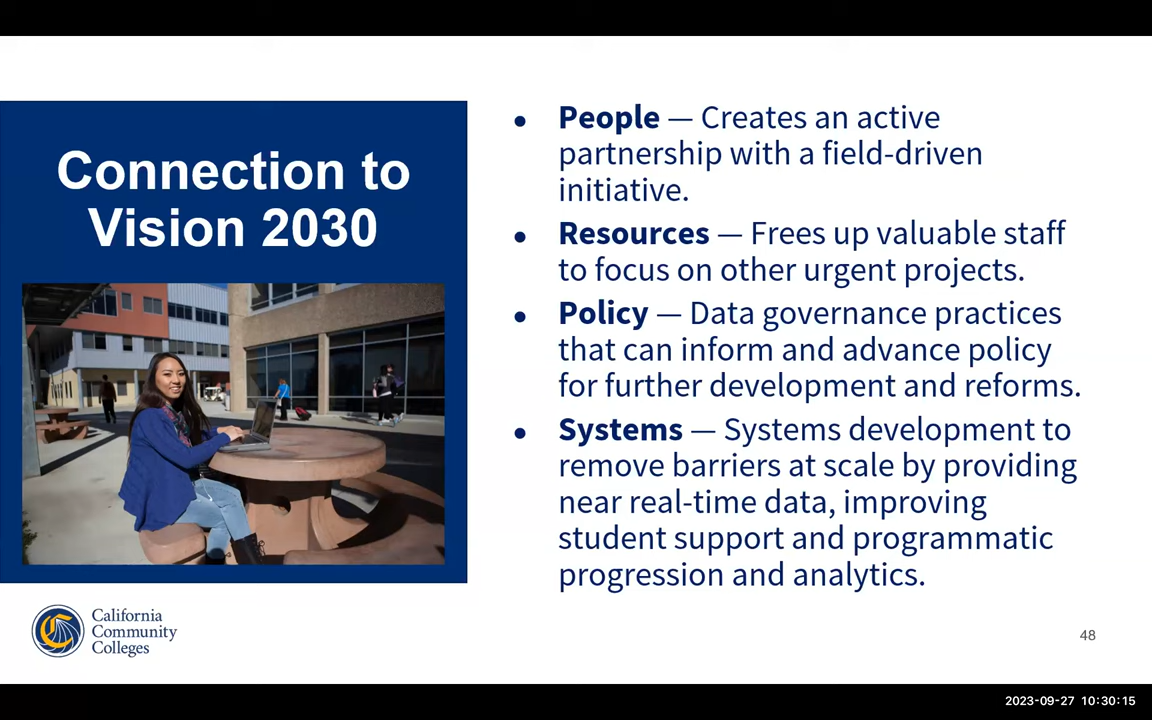 Connection to
Vision 2030
● People — Creates an active
partnership with a field-driven
initiative.
● Resources — Frees up valuable staff
to focus on other urgent projects.
● Policy — Data governance practices
that can inform and advance policy
for further development and reforms.
● Systems — Systems development to
remove barriers at scale by providing
near real-time data, improving
student support and programmatic
progression and analytics.
California
Community
Colleges
48
2023-09-27 10:30:15